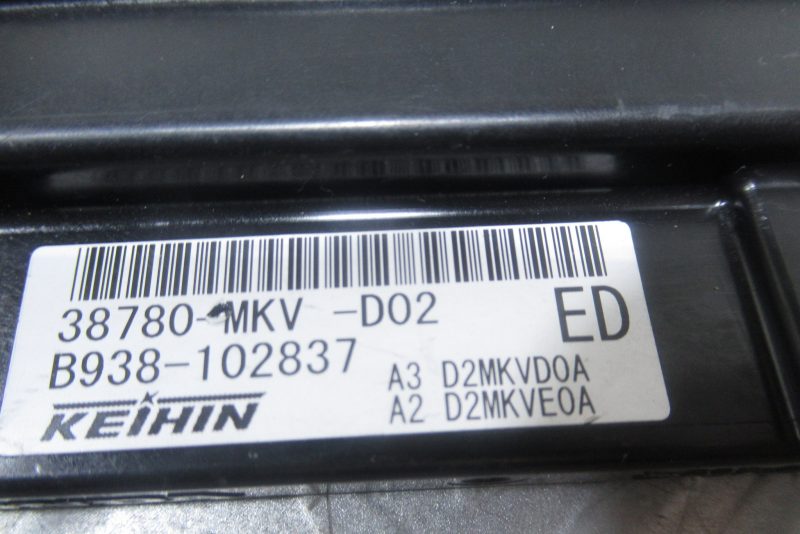 38780-MKV -D02
ED
B938-102837
A3 D2MKVD0A
A2 D2MKVE0A
KEIHIN